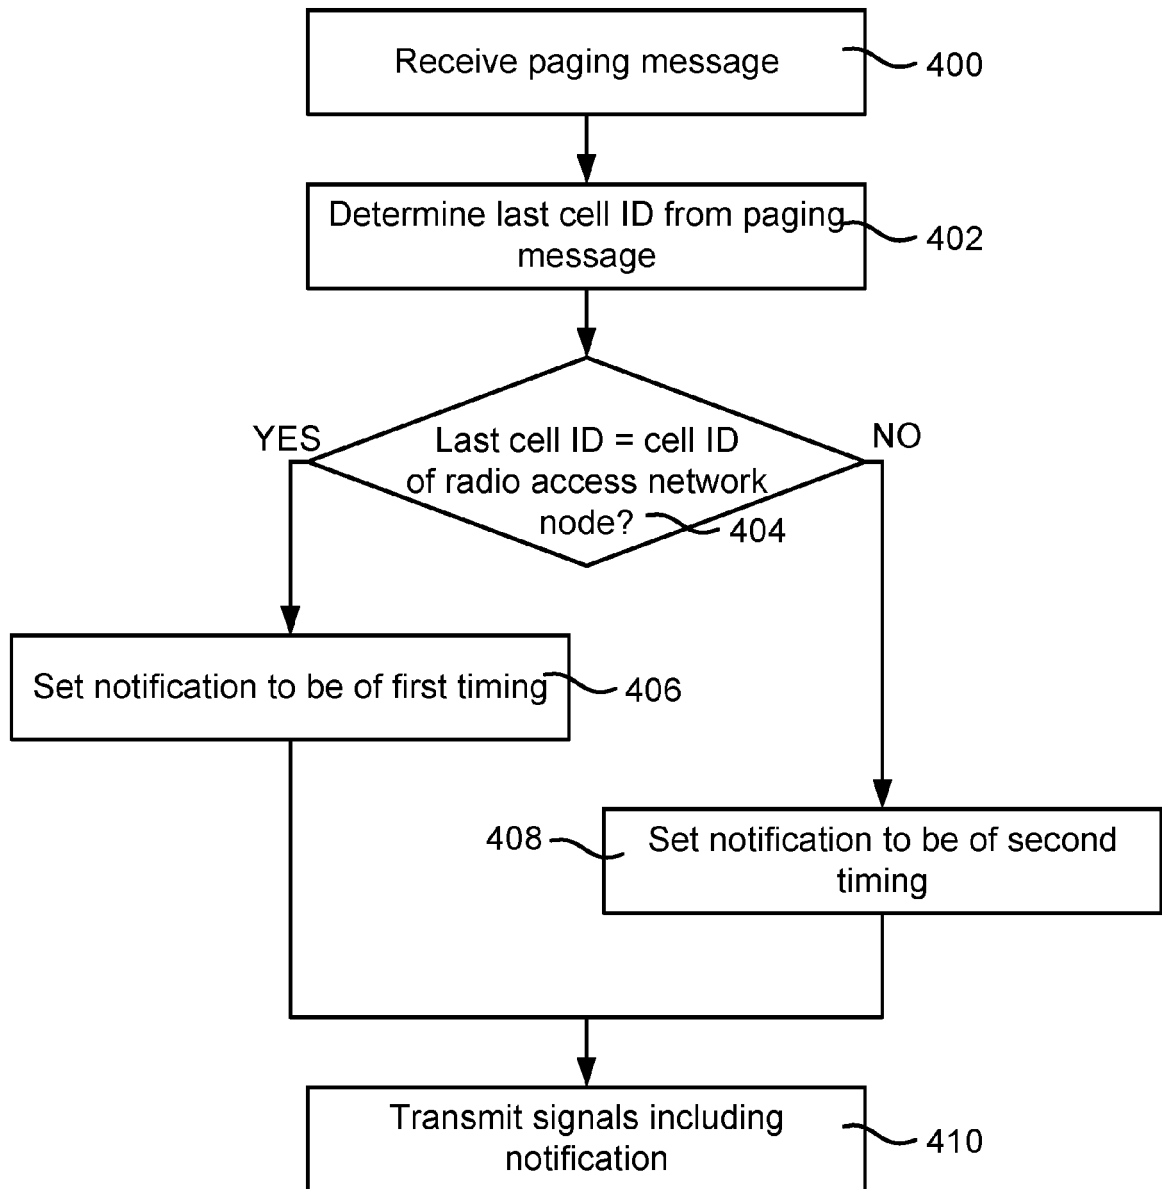 Receive paging message
400
Determine last cell ID from paging
message
402
YES
NO
Last cell ID = cell ID
of radio access network
node?
404
Set notification to be of first timing
406
408
Set notification to be of second
timing
Transmit signals including
notification
410